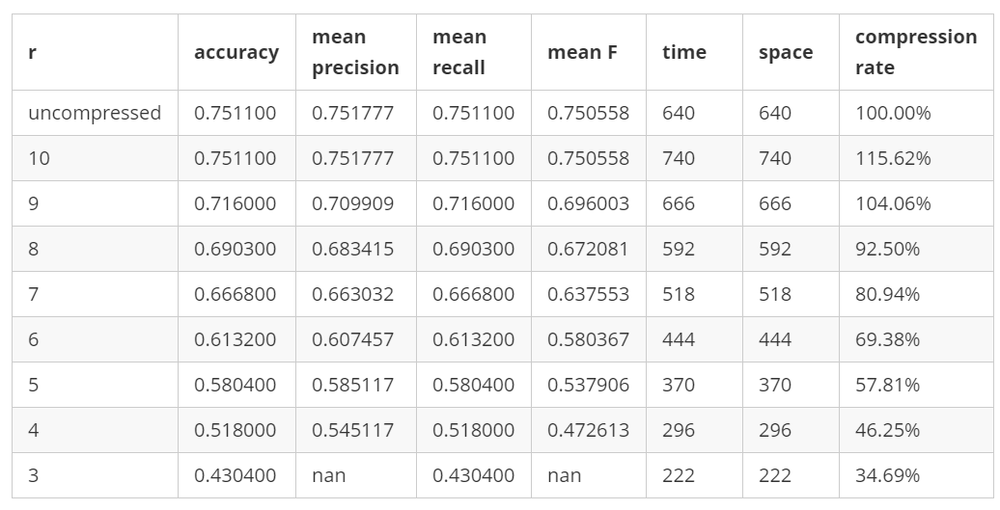 r accuracy mean precision mean recall mean F time space compression rate
uncompressed 0.751100 0.751777 0.751100 0.750558 640 640 100.00%
10 0.751100 0.751777 0.751100 0.750558 740 740 115.62%
9 0.716000 0.709909 0.716000 0.696003 666 666 104.06%
8 0.690300 0.683415 0.690300 0.672081 592 592 92.50%
7 0.666800 0.663032 0.666800 0.637553 518 518 80.94%
6 0.613200 0.607457 0.613200 0.580367 444 444 69.38%
5 0.580400 0.585117 0.580400 0.537906 370 370 57.81%
4 0.518000 0.545117 0.518000 0.472613 296 296 46.25%
3 0.430400 nan 0.430400 nan 222 222 34.69%